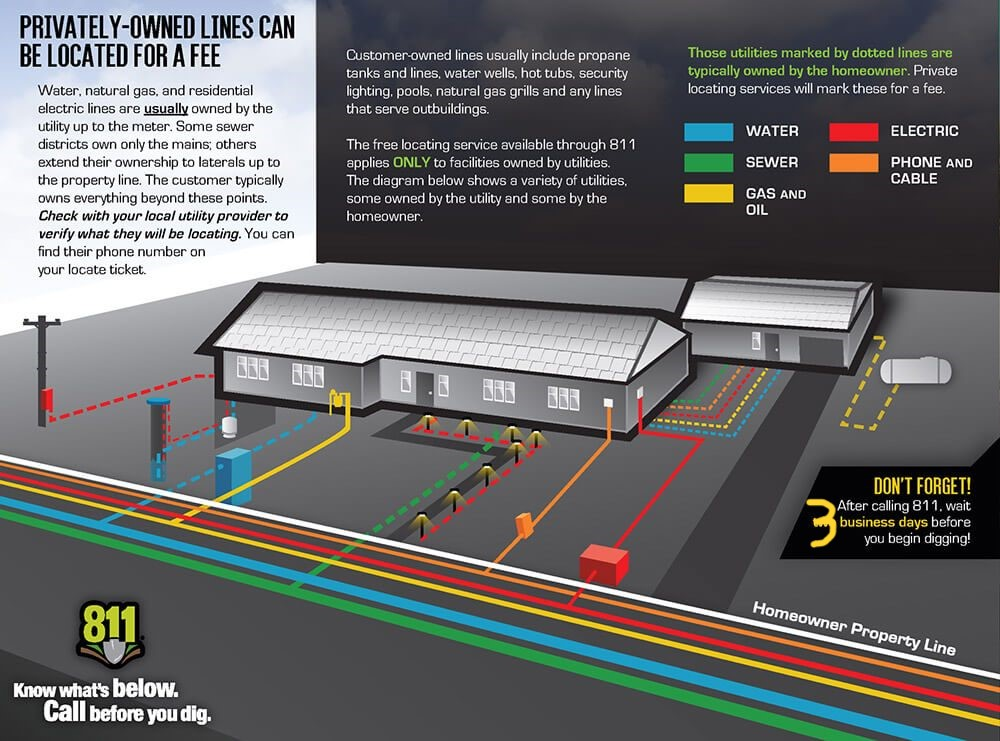 PRIVATELY-OWNED LINES CAN
BE LOCATED FOR A FEE
Water, natural gas, and residential
electric lines are usually owned by the
utility up to the meter. Some sewer
districts own only the mains; others
extend their ownership to laterals up to
the property line. The customer typically
owns everything beyond these points.
Check with your local utility provider to
verify what they will be locating. You can
find their phone number on
your locate ticket.
Customer-owned lines usually include propane
tanks and lines, water wells, hot tubs, security
lighting, pools, natural gas grills and any lines
that serve outbuildings.
The free locating service available through 811
applies ONLY to facilities owned by utilities.
The diagram below shows a variety of utilities,
some owned by the utility and some by the
homeowner.
Those utilities marked by dotted lines are
typically owned by the homeowner. Private
locating services will mark these for a fee.
WATER
SEWER
GAS AND
OIL
ELECTRIC
PHONE AND
CABLE
DON'T FORGET!
After calling 811, wait
3 business days before
you begin digging!
Homeowner Property Line
811
Know what's below.
Call before you dig.